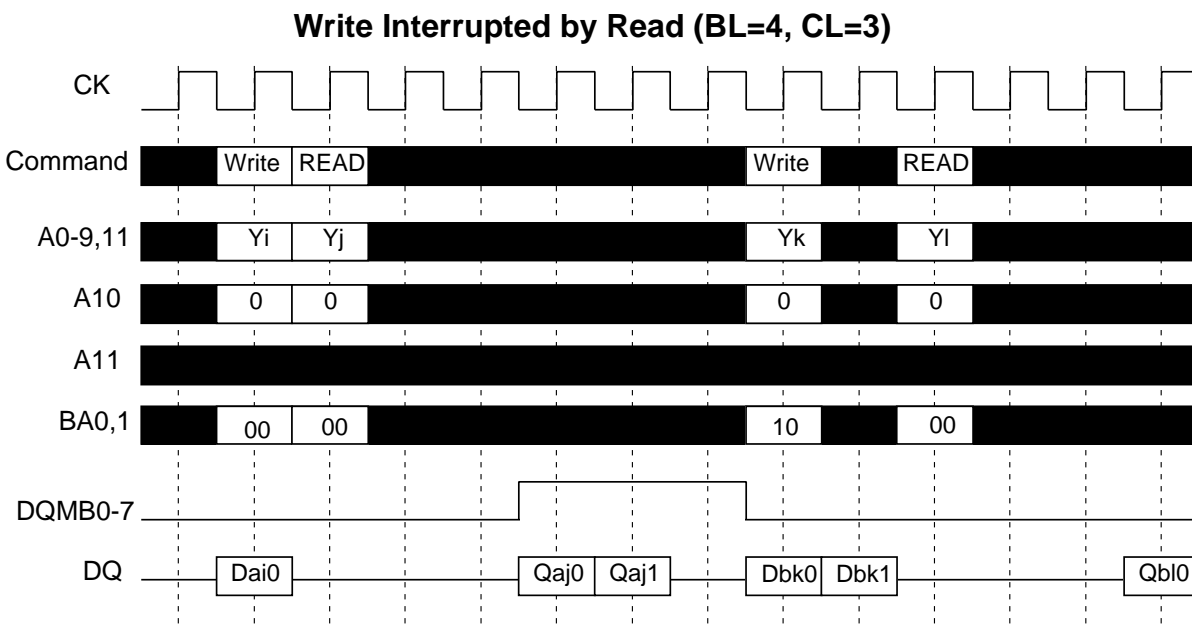 Write Interrupted by Read (BL=4, CL=3)
CK
Command Write READ Write READ
A0-9,11 Yi Yj Yk Yl
A10 0 0 0 0
A11
BA0,1 00 00 10 00
DQMB0-7
DQ Dai0 Qaj0 Qaj1 Dbk0 Dbk1 Qbl0